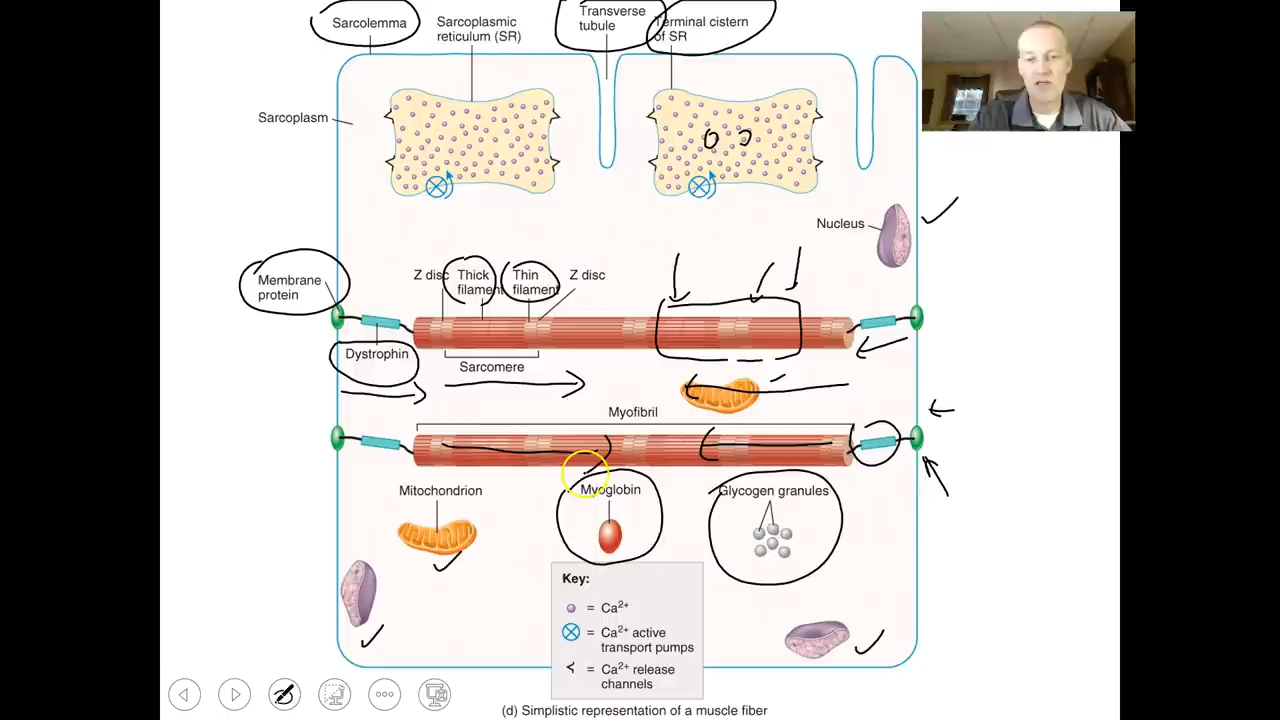 Sarcolemma
Sarcoplasmic
reticulum (SR)
Transverse
tubule
Terminal cistern
of SR
Sarcoplasm
Nucleus
Membrane
protein
Z disc
Thick
filament
Thin
filament
Z disc
Dystrophin
Sarcomere
Myofibril
Mitochondrion
Myoglobin
Glycogen granules
Key:
= Ca2+
= Ca2+ active
transport pumps
= Ca2+ release
channels
(d) Simplistic representation of a muscle fiber